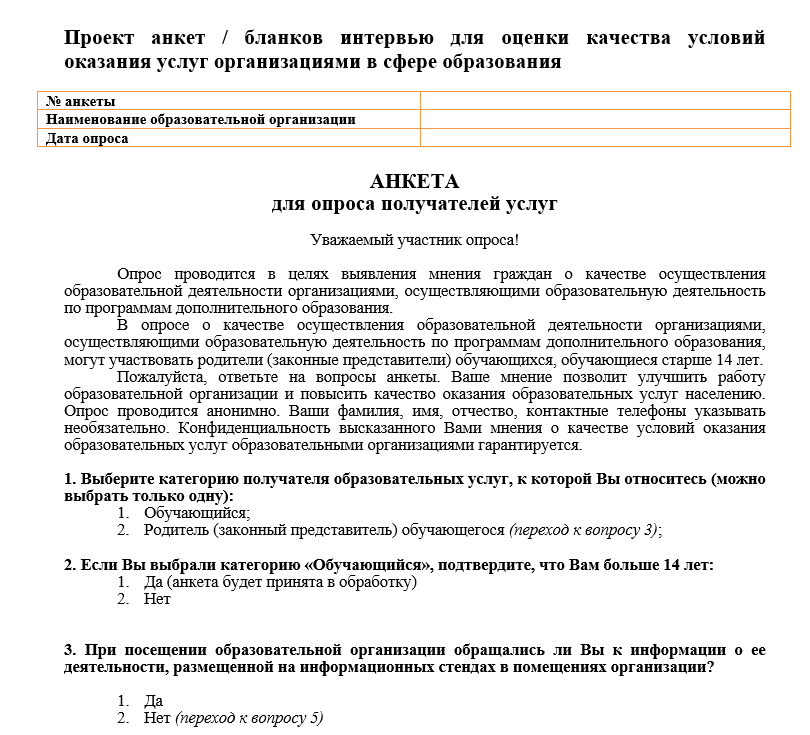 Проект анкет / бланков интервью для оценки качества условий
оказания услуг организациями в сфере образования
№ анкеты
Наименование образовательной организации
Дата опроса
АНКЕТА
для опроса получателей услуг
Уважаемый участник опроса!
Опрос проводится в целях выявления мнения граждан о качестве осуществления
образовательной деятельности организациями, осуществляющими образовательную деятельность
по программам дополнительного образования.
В опросе о качестве осуществления образовательной деятельности организациями,
осуществляющими образовательную деятельность по программам дополнительного образования,
могут участвовать родители (законные представители) обучающихся, обучающиеся старше 14 лет.
Пожалуйста, ответьте на вопросы анкеты. Ваше мнение позволит улучшить работу
образовательной организации и повысить качество оказания образовательных услуг населению.
Опрос проводится анонимно. Ваши фамилия, имя, отчество, контактные телефоны указывать
необязательно. Конфиденциальность высказанного Вами мнения о качестве условий оказания
образовательных услуг образовательными организациями гарантируется.
1. Выберите категорию получателя образовательных услуг, к которой Вы относитесь (можно
выбрать только одну):
1. Обучающийся;
2. Родитель (законный представитель) обучающегося (переход к вопросу 3);
2. Если Вы выбрали категорию «Обучающийся», подтвердите, что Вам больше 14 лет:
1. Да (анкета будет принята в обработку)
2. Нет
3. При посещении образовательной организации обращались ли Вы к информации о ее
деятельности, размещенной на информационных стендах в помещениях организации?
1. Да
2. Нет (переход к вопросу 5)